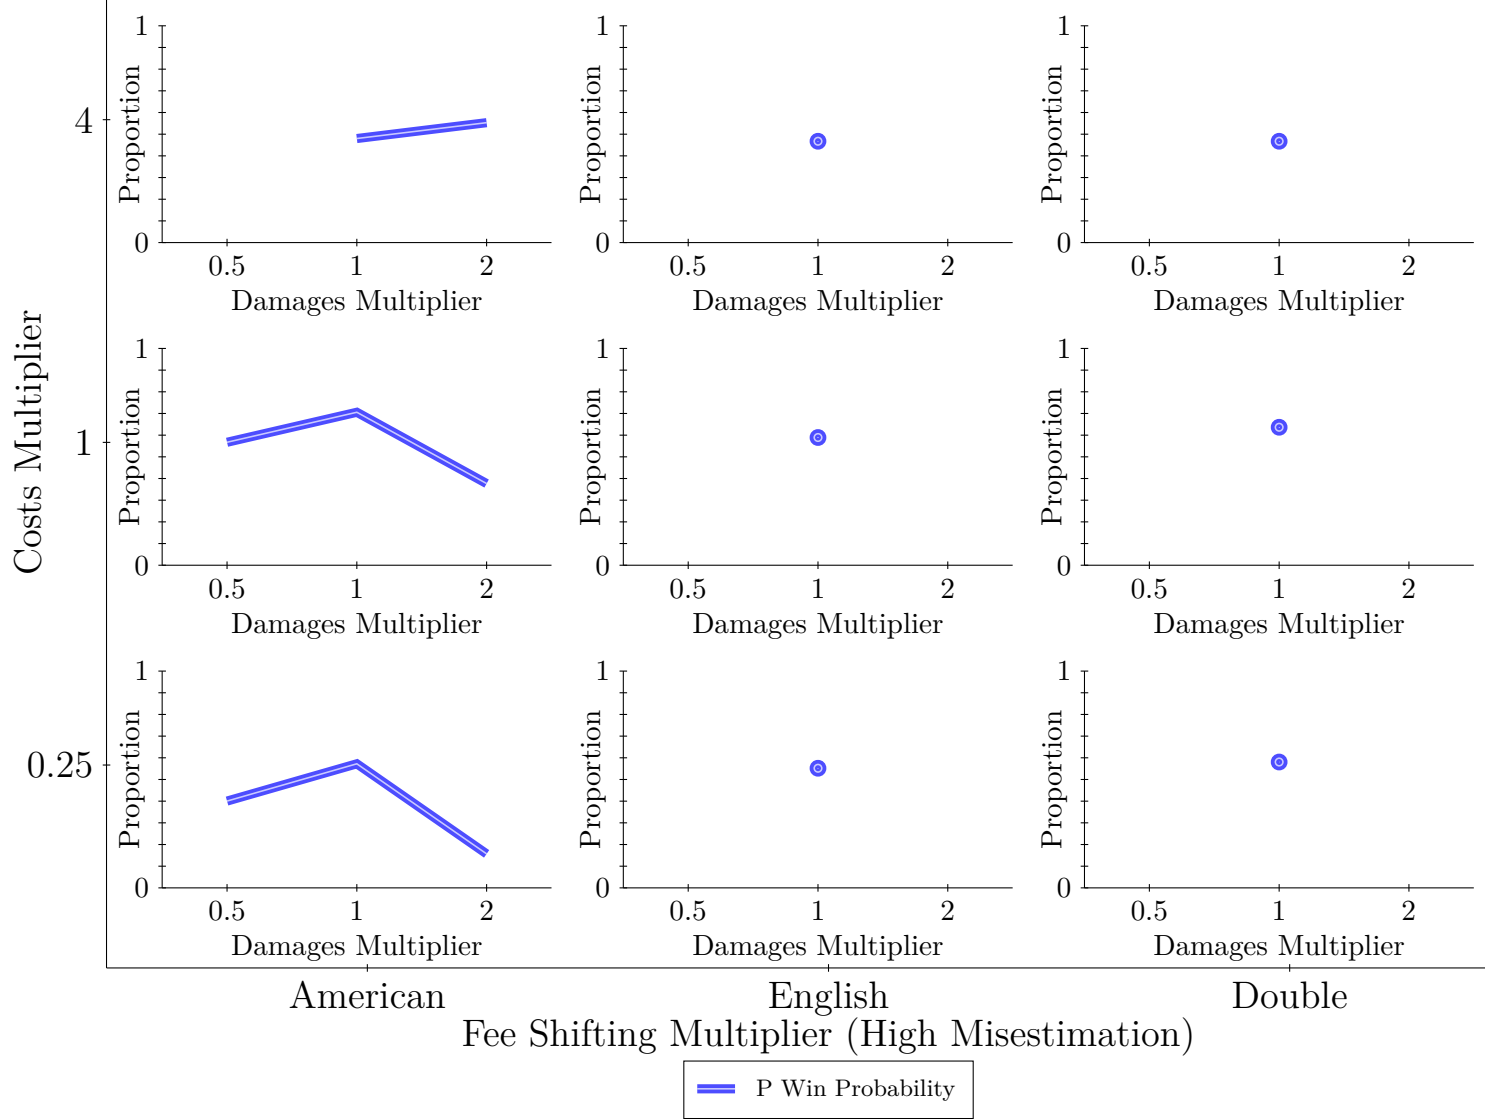 1
1
1
Proportion
Proportion
Proportion
4
0
0
0
0.5 1 2
0.5 1 2
0.5 1 2
Damages Multiplier
Damages Multiplier
Damages Multiplier
Costs Multiplier
1
1
1
Proportion
Proportion
Proportion
1
0
0
0
0.5 1 2
0.5 1 2
0.5 1 2
Damages Multiplier
Damages Multiplier
Damages Multiplier
1
1
1
Proportion
Proportion
Proportion
0.25
0
0
0
0.5 1 2
0.5 1 2
0.5 1 2
Damages Multiplier
Damages Multiplier
Damages Multiplier
American
English
Double
Fee Shifting Multiplier (High Misestimation)
P Win Probability